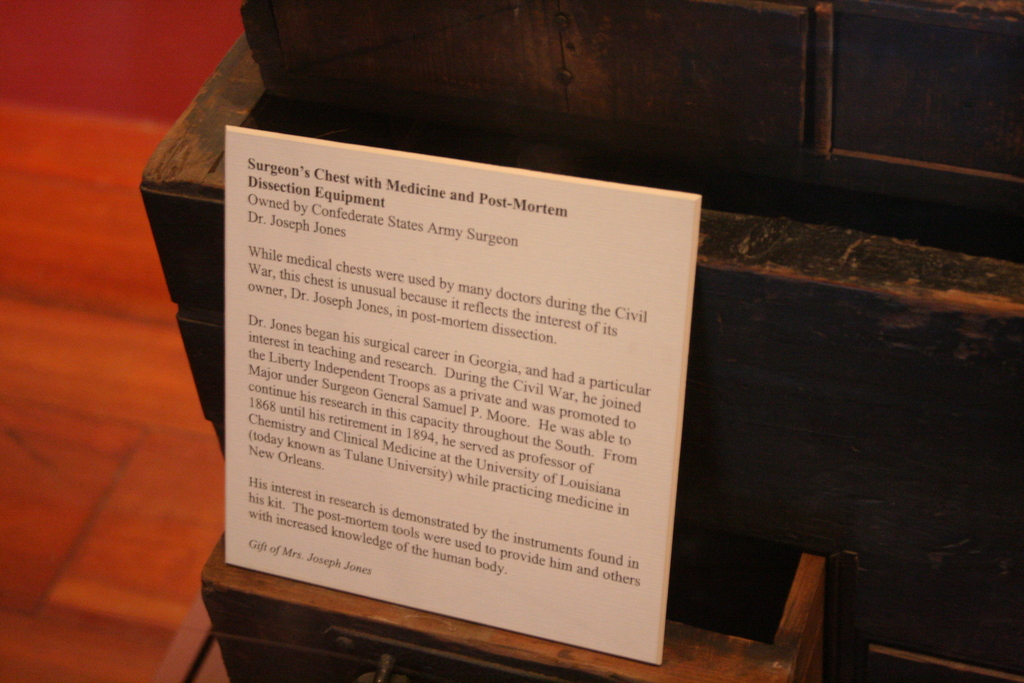 Surgeon's Chest with Medicine and Post-Mortem
Dissection Equipment
Owned by Confederate States Army Surgeon
Dr. Joseph Jones
While medical chests were used by many doctors during the Civil
War, this chest is unusual because it reflects the interest of its
owner, Dr. Joseph Jones, in post-mortem dissection.
Dr. Jones began his surgical career in Georgia, and had a particular
interest in teaching and research. During the Civil War, he joined
the Liberty Independent Troops as a private and was promoted to
Major under Surgeon General Samuel P. Moore. He was able to
continue his research in this capacity throughout the South. From
1868 until his retirement in 1894, he served as professor of
Chemistry and Clinical Medicine at the University of Louisiana
(today known as Tulane University) while practicing medicine in
New Orleans.
His interest in research is demonstrated by the instruments found in
his kit. The post-mortem tools were used to provide him and others
with increased knowledge of the human body.
Gift of Mrs. Joseph Jones